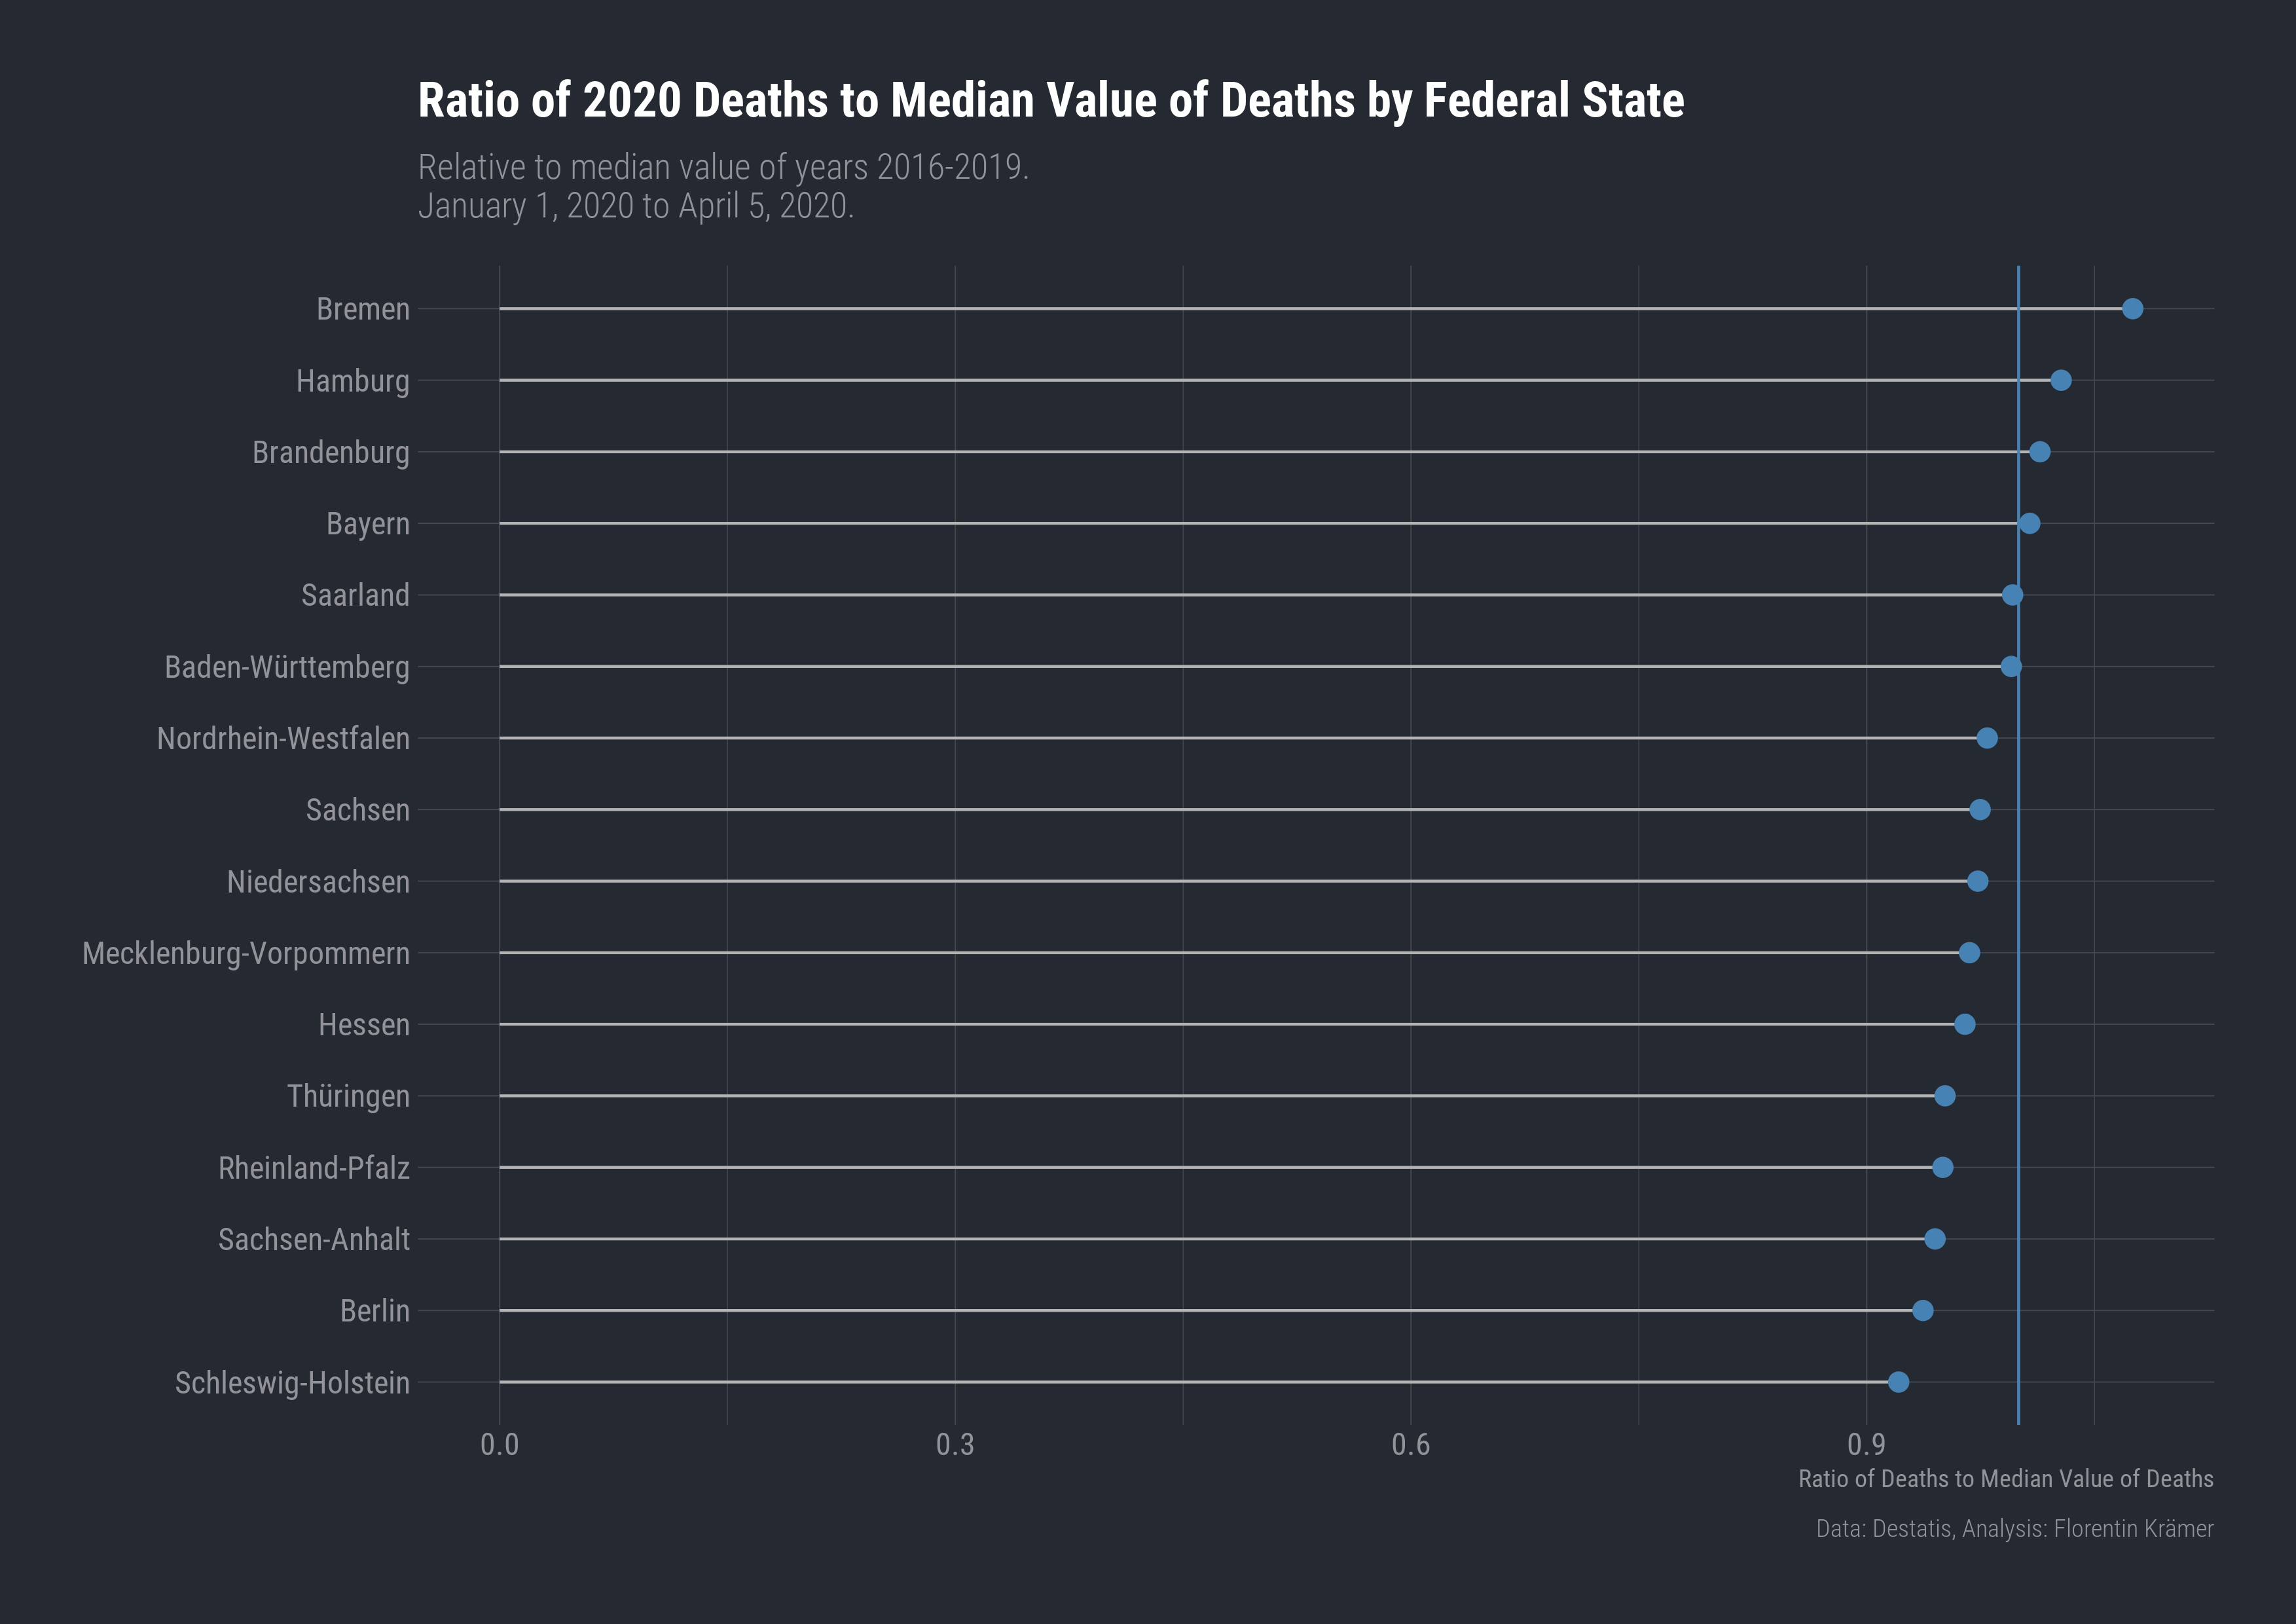 Ratio of 2020 Deaths to Median Value of Deaths by Federal State
Relative to median value of years 2016-2019.
January 1, 2020 to April 5, 2020.
Bremen
Hamburg
Brandenburg
Bayern
Saarland
Baden-Württemberg
Nordrhein-Westfalen
Sachsen
Niedersachsen
Mecklenburg-Vorpommern
Hessen
Thüringen
Rheinland-Pfalz
Sachsen-Anhalt
Berlin
Schleswig-Holstein
0.0 0.3 0.6 0.9
Ratio of Deaths to Median Value of Deaths
Data: Destatis, Analysis: Florentin Krämer